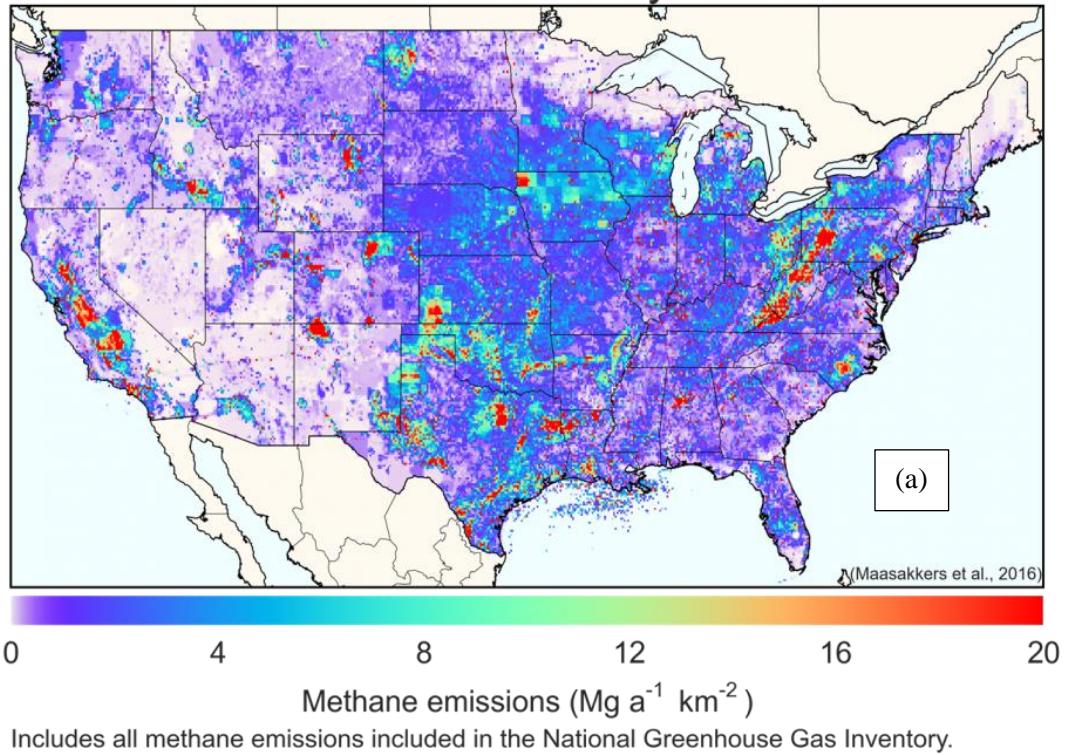 (a)
(Maasakkers et al., 2016)
0 4 8 12 16 20
Methane emissions (Mg a⁻¹ km⁻²)
Includes all methane emissions included in the National Greenhouse Gas Inventory.